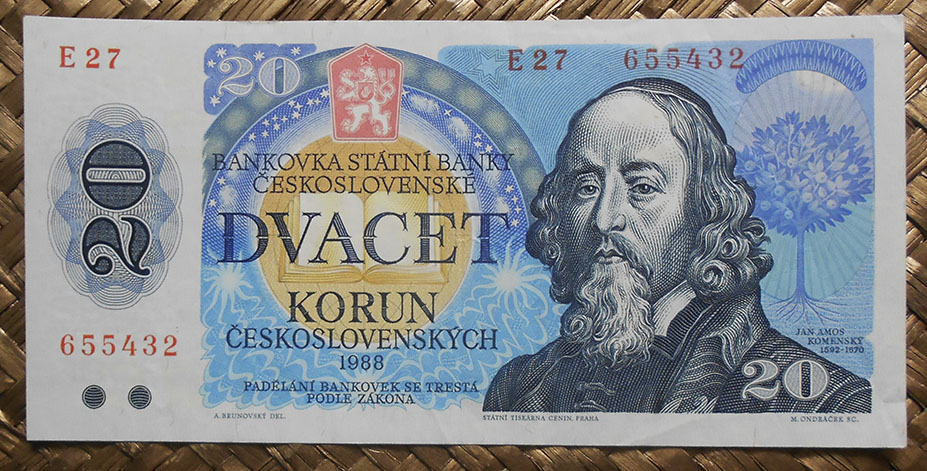 E 27
20
E 27 655432
BANKOVKA STÁTNÍ BANKY
ČESKOSLOVENSKÉ
DVACET
KORUN
ČESKOSLOVENSKÝCH
1988
PADĚLÁNÍ BANKOVEK SE TRESTÁ
PODLE ZÁKONA
20
655432
JAN AMOS
KOMENSKÝ
1592-1670
20
A. BRUNOVSKÝ DEL.
STÁTNÍ TISKÁRNA CENIN, PRAHA
M. ONDRÁČEK SC.